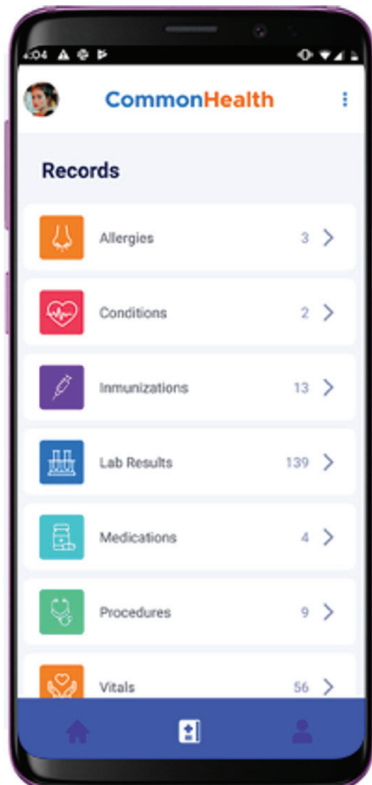 4:04
CommonHealth
Records
Allergies 3
Conditions 2
Inmunizations 13
Lab Results 139
Medications 4
Procedures 9
Vitals 56